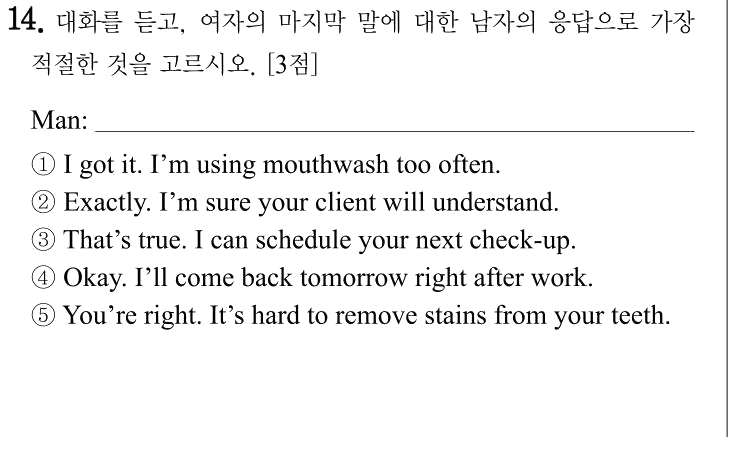 14. 대화를 듣고, 여자의 마지막 말에 대한 남자의 응답으로 가장
적절한 것을 고르시오. [3점]
Man: ___________________________________________
① I got it. I’m using mouthwash too often.
② Exactly. I’m sure your client will understand.
③ That’s true. I can schedule your next check-up.
④ Okay. I’ll come back tomorrow right after work.
⑤ You’re right. It’s hard to remove stains from your teeth.